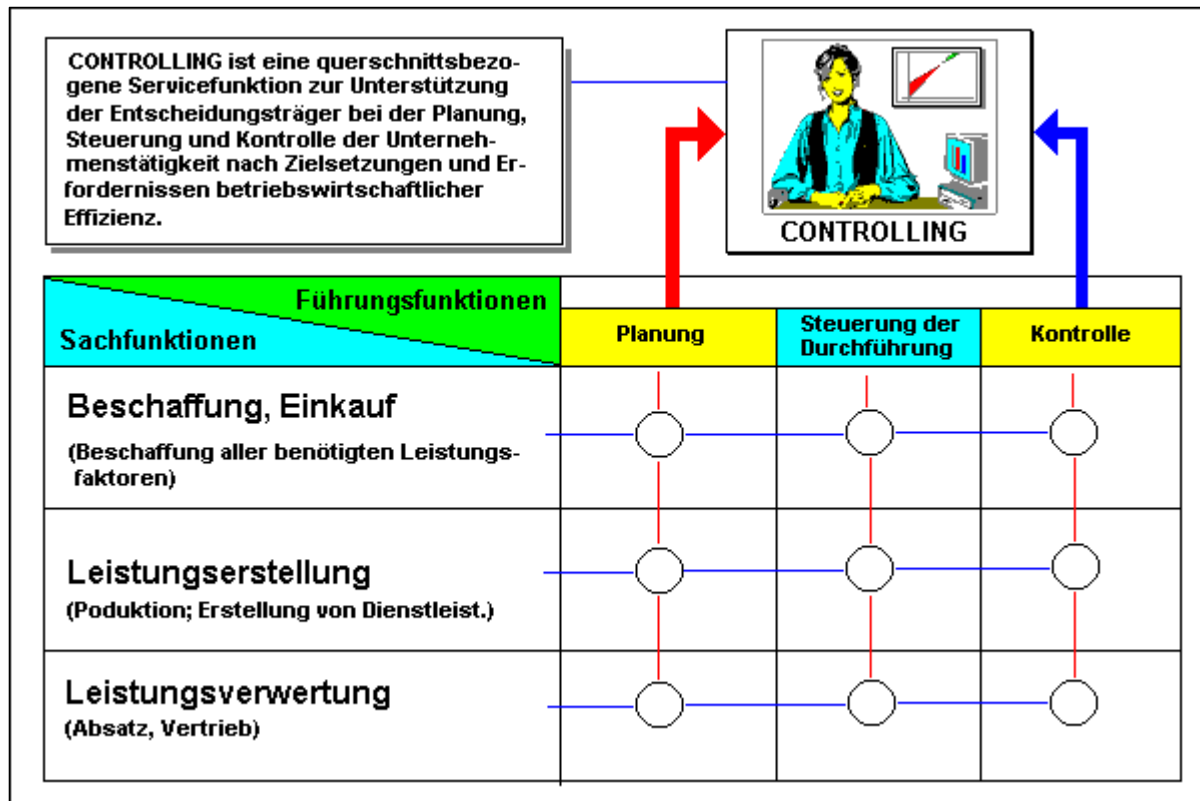 CONTROLLING ist eine querschnittsbezo-
gene Servicefunktion zur Unterstützung
der Entscheidungsträger bei der Planung,
Steuerung und Kontrolle der Unterneh-
menstätigkeit nach Zielsetzungen und Er-
fordernissen betriebswirtschaftlicher
Effizienz.
CONTROLLING
Führungsfunktionen
Sachfunktionen
Planung
Steuerung der
Durchführung
Kontrolle
Beschaffung, Einkauf
(Beschaffung aller benötigten Leistungs-
faktoren)
Leistungserstellung
(Poduktion; Erstellung von Dienstleist.)
Leistungsverwertung
(Absatz, Vertrieb)